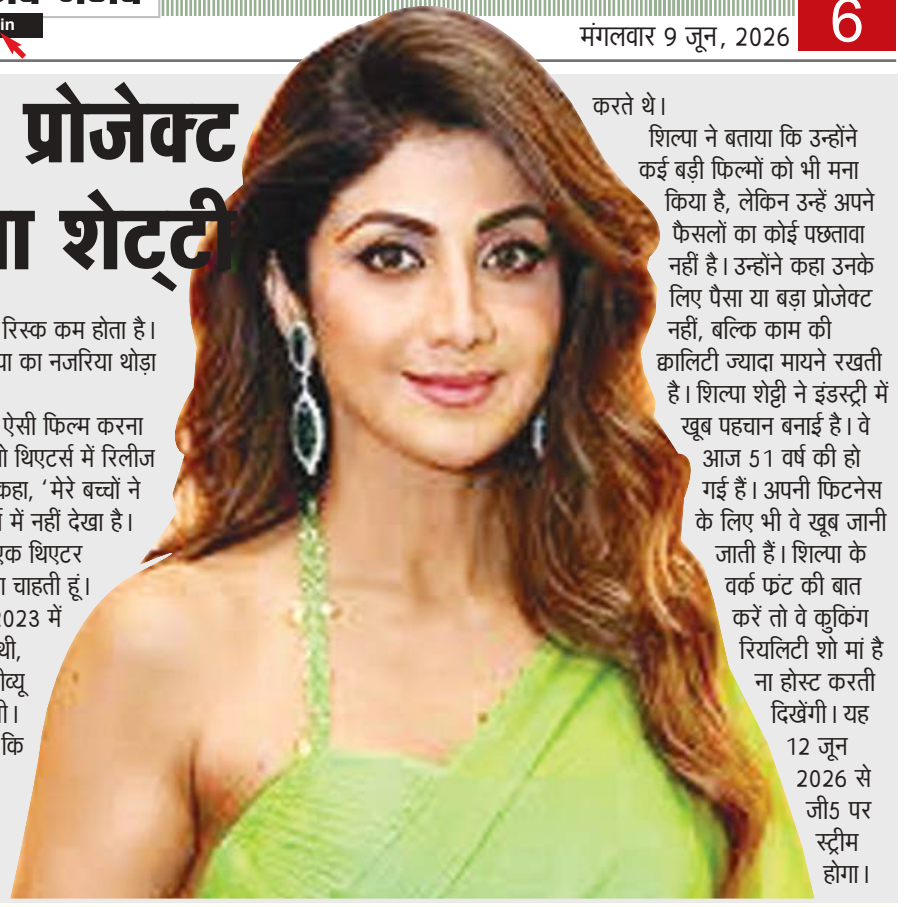 in
मंगलवार 9 जून, 2026
6
प्रोजेक्ट
शेट्टी
रिस्क कम होता है।
का नजरिया थोड़ा
ऐसी फिल्म करना
थिएटर्स में रिलीज
कहा, ‘मेरे बच्चों ने
में नहीं देखा है।
एक थिएटर
चाहती हूं।
2023 में
थी,
कि
करते थे।
शिल्पा ने बताया कि उन्होंने
कई बड़ी फिल्मों को भी मना
किया है, लेकिन उन्हें अपने
फैसलों का कोई पछतावा
नहीं है। उन्होंने कहा उनके
लिए पैसा या बड़ा प्रोजेक्ट
नहीं, बल्कि काम की
क्वालिटी ज्यादा मायने रखती
है। शिल्पा शेट्टी ने इंडस्ट्री में
खूब पहचान बनाई है। वे
आज 51 वर्ष की हो
गई हैं। अपनी फिटनेस
के लिए भी वे खूब जानी
जाती हैं। शिल्पा के
वर्क फ्रंट की बात
करें तो वे कुकिंग
रियलिटी शो मां है
ना होस्ट करती
दिखेंगी। यह
12 जून
2026 से
जी5 पर
स्ट्रीम
होगा।